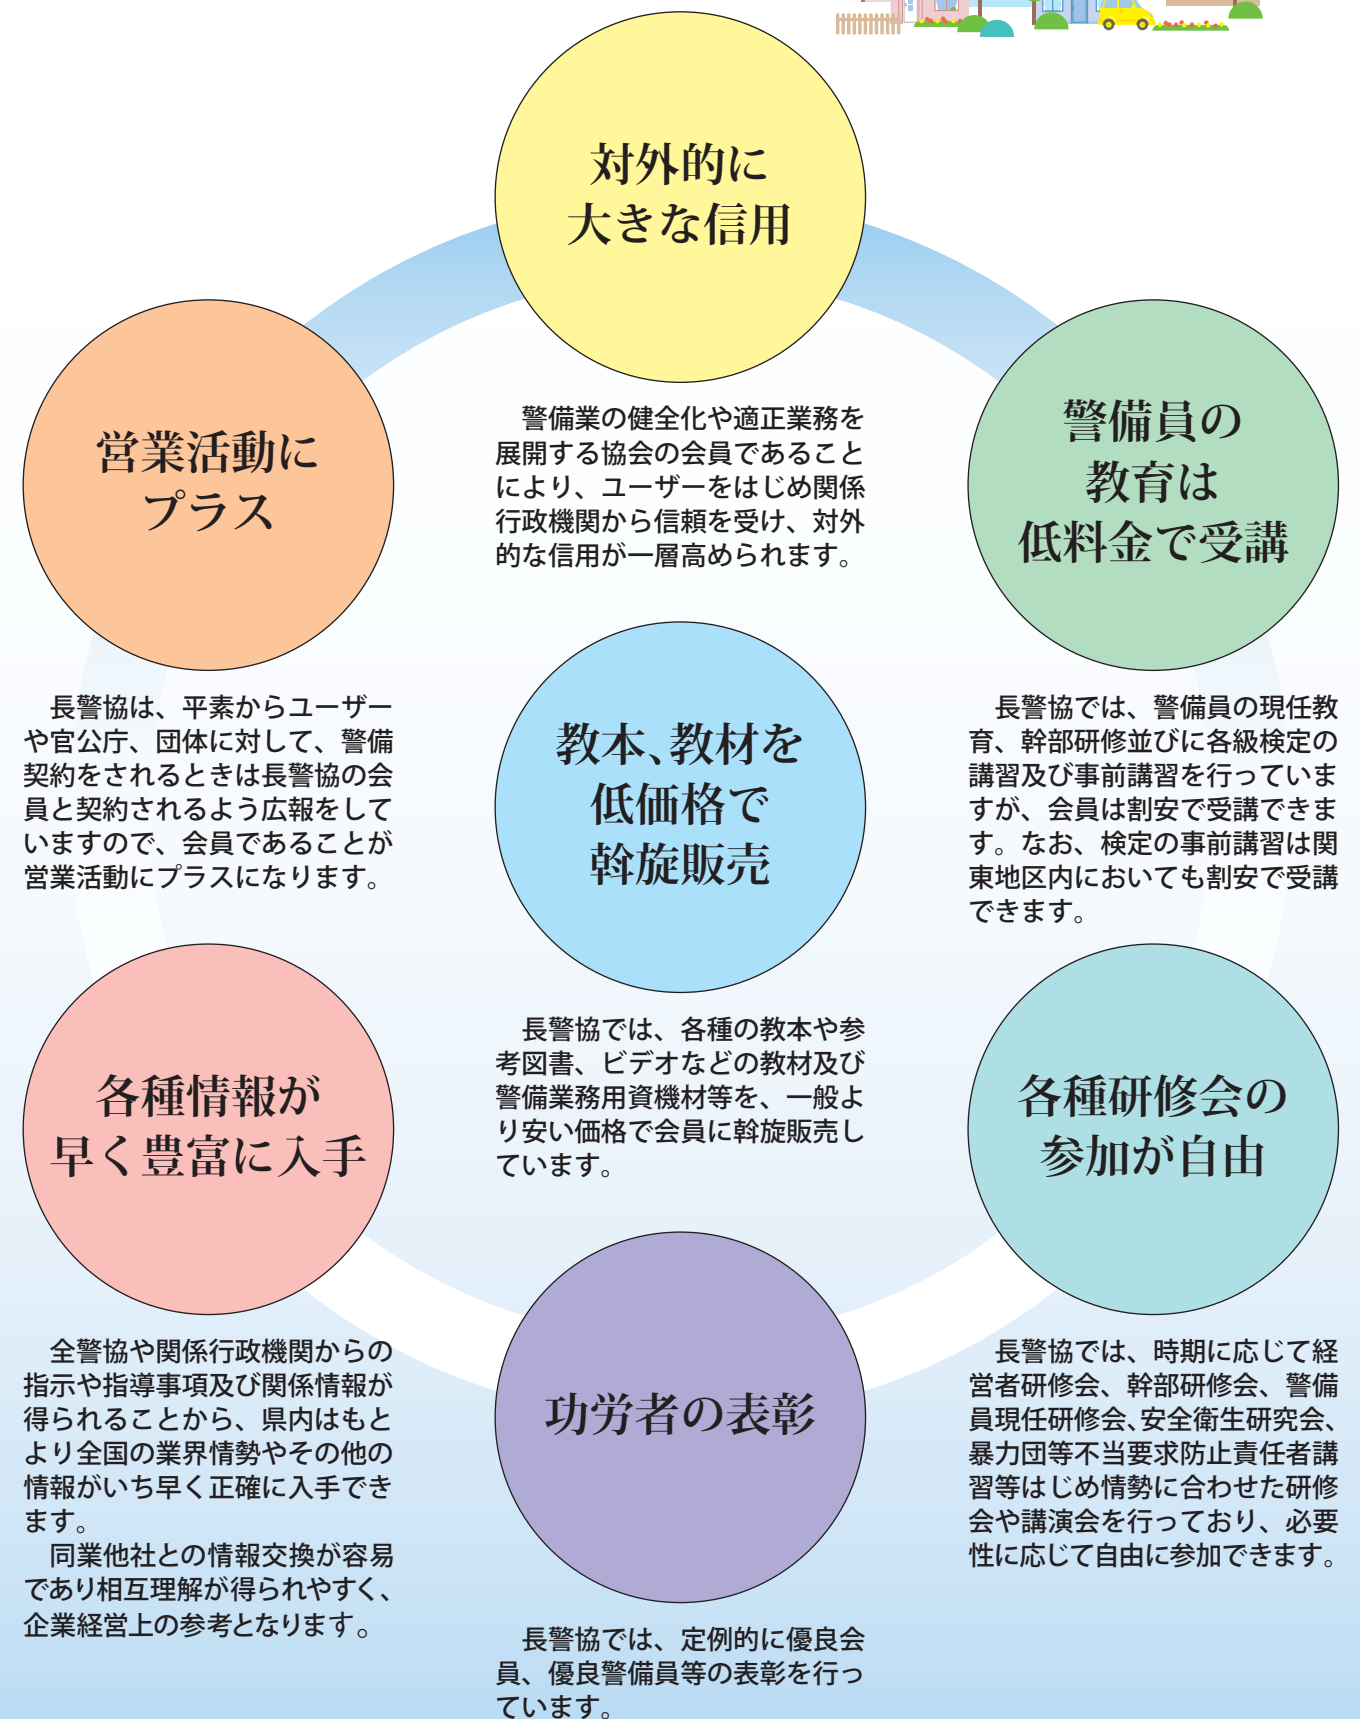 対外的に
大きな信用
警備業の健全化や適正業務を
展開する協会の会員であること
により、ユーザーをはじめ関係
行政機関から信頼を受け、対外
的な信用が一層高められます。
営業活動に
プラス
長警協は、平素からユーザー
や官公庁、団体に対して、警備
契約をされるときは長警協の会
員と契約されるよう広報をして
いますので、会員であることが
営業活動にプラスになります。
警備員の
教育は
低料金で受講
長警協では、警備員の現任教
育、幹部研修並びに各級検定の
講習及び事前講習を行っていま
すが、会員は割安で受講できま
す。なお、検定の事前講習は関
東地区内においても割安で受講
できます。
教本、教材を
低価格で
斡旋販売
長警協では、各種の教本や参
考図書、ビデオなどの教材及び
警備業務用資機材等を、一般よ
り安い価格で会員に斡旋販売し
ています。
各種情報が
早く豊富に入手
全警協や関係行政機関からの
指示や指導事項及び関係情報が
得られることから、県内はもと
より全国の業界情勢やその他の
情報がいち早く正確に入手でき
ます。
同業他社との情報交換が容易
であり相互理解が得られやすく、
企業経営上の参考となります。
各種研修会の
参加が自由
長警協では、時期に応じて経
営者研修会、幹部研修会、警備
員現任研修会、安全衛生研究会、
暴力団等不当要求防止責任者講
習等はじめ情勢に合わせた研修
会や講演会を行っており、必要
性に応じて自由に参加できます。
功労者の表彰
長警協では、定例的に優良会
員、優良警備員等の表彰を行っ
ています。